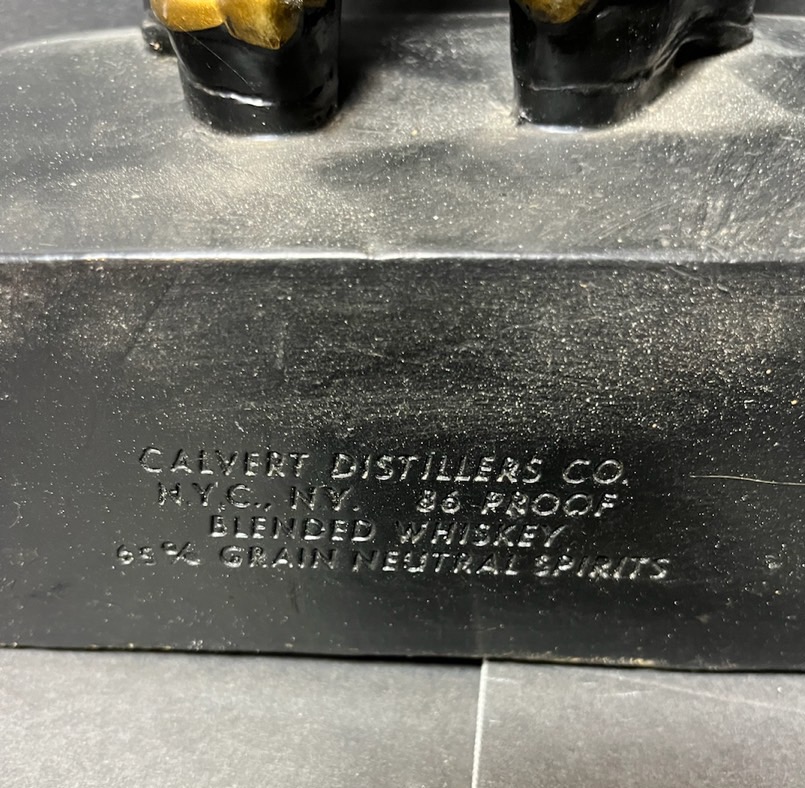 CALVERT DISTILLERS CO.
N.Y.C., N.Y. 86 PROOF
BLENDED WHISKEY
65% GRAIN NEUTRAL SPIRITS